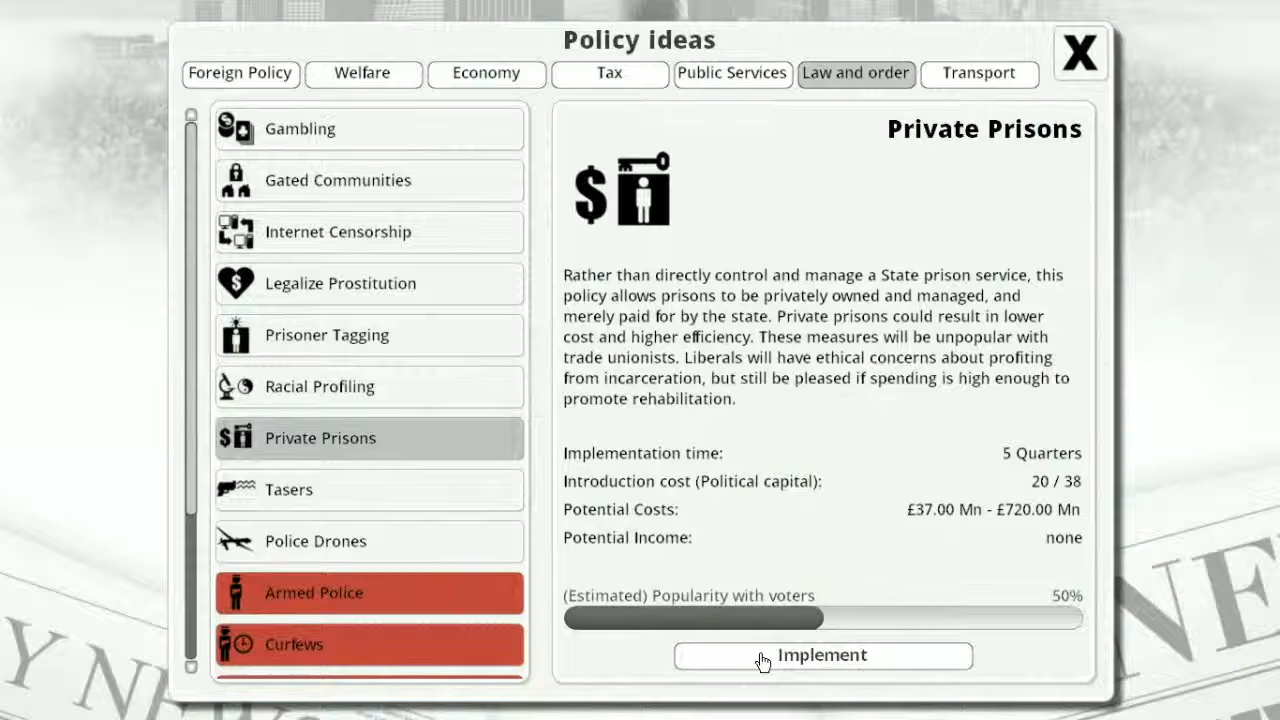 Policy ideas
X
Foreign Policy
Welfare
Economy
Tax
Public Services
Law and order
Transport
Gambling
Gated Communities
Internet Censorship
Legalize Prostitution
Prisoner Tagging
Racial Profiling
Private Prisons
Tasers
Police Drones
Armed Police
Curfews
Private Prisons
Rather than directly control and manage a State prison service, this
policy allows prisons to be privately owned and managed, and
merely paid for by the state. Private prisons could result in lower
cost and higher efficiency. These measures will be unpopular with
trade unionists. Liberals will have ethical concerns about profiting
from incarceration, but still be pleased if spending is high enough to
promote rehabilitation.
Implementation time: 5 Quarters
Introduction cost (Political capital): 20 / 38
Potential Costs: £37.00 Mn - £720.00 Mn
Potential Income: none
(Estimated) Popularity with voters 50%
Implement